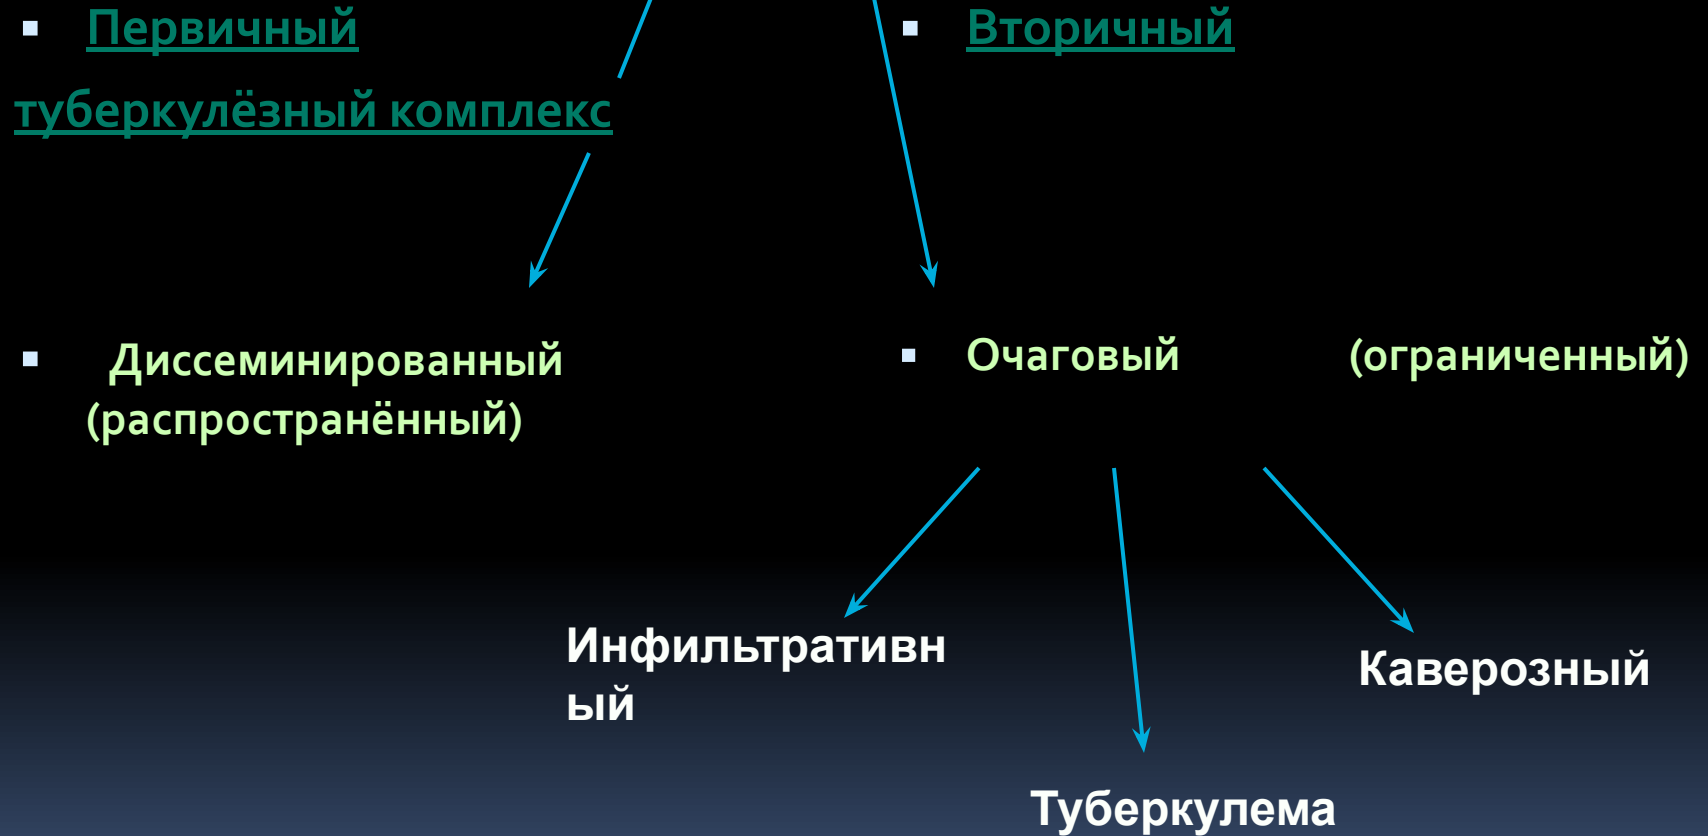 ▪ Первичный
туберкулёзный комплекс
▪ Вторичный
▪ Диссеминированный
(распространённый)
▪ Очаговый (ограниченный)
Инфильтративн
ый
Каверозный
Туберкулема